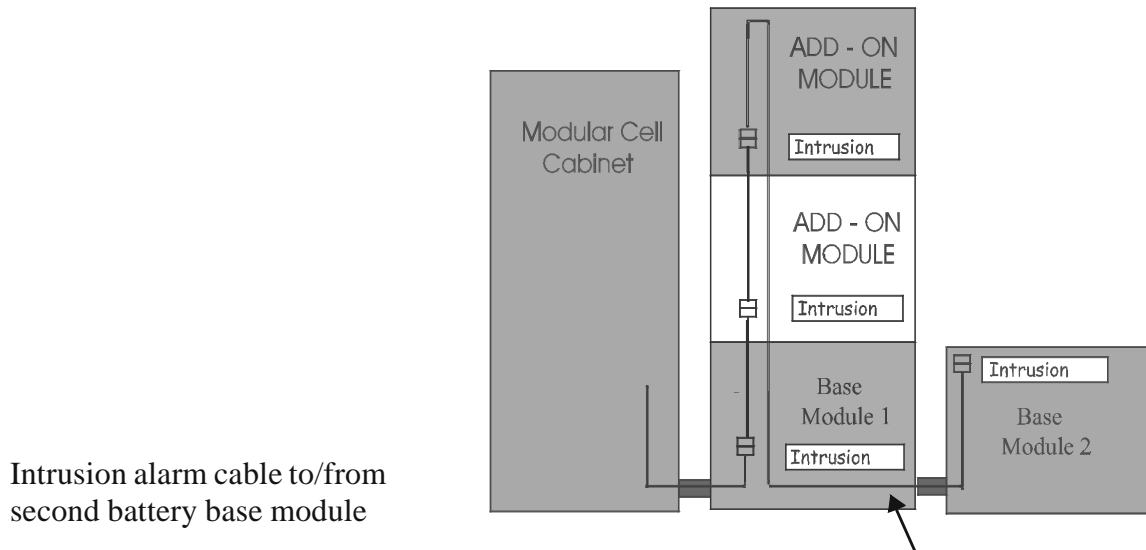 ADD - ON
MODULE
Intrusion
Modular Cell
Cabinet
ADD - ON
MODULE
Intrusion
Base
Module 1
Intrusion
Intrusion
Base
Module 2
Intrusion alarm cable to/from
second battery base module